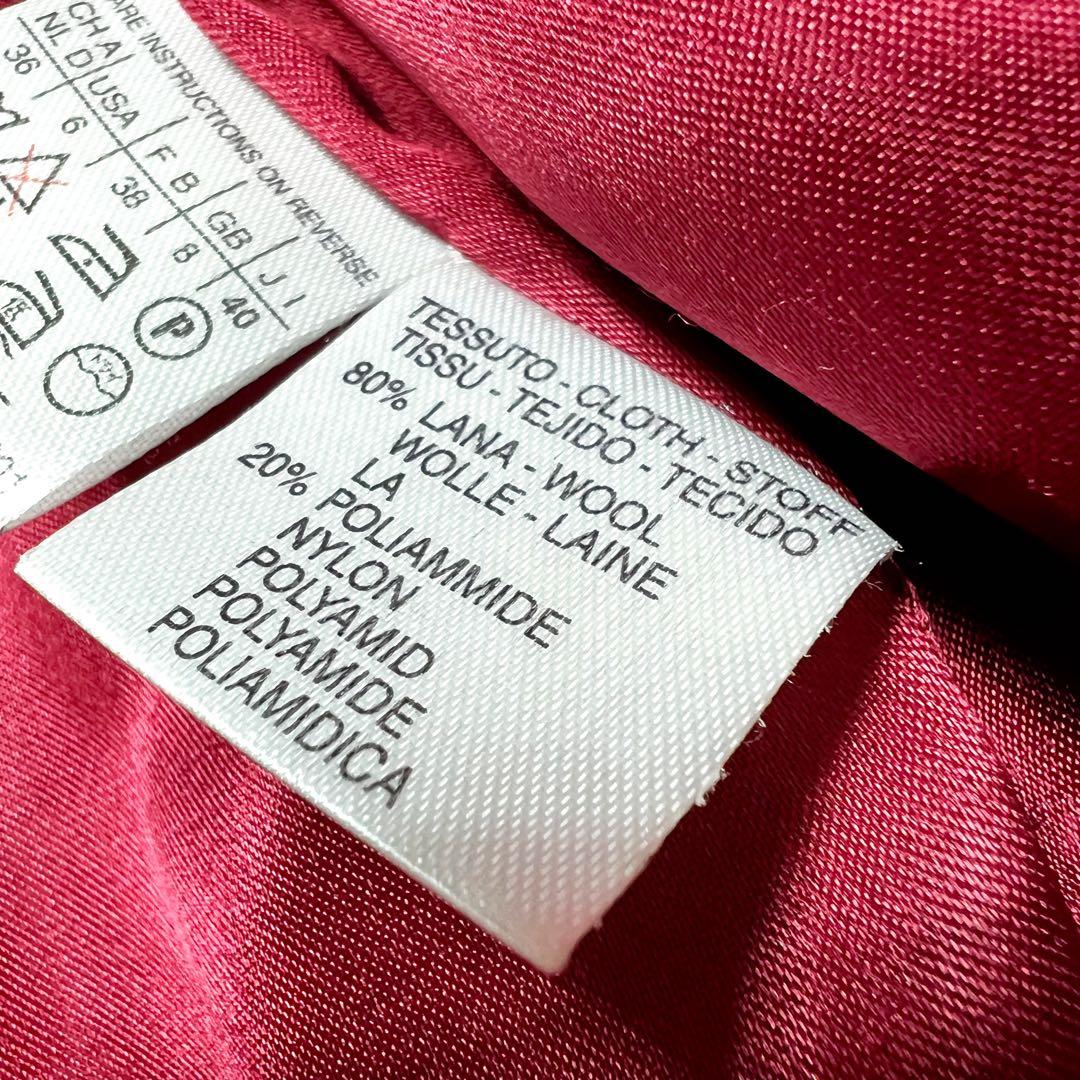 ARE INSTRUCTIONS ON REVERSE
CH A / / F B / / J I
NL D USA GB
36 6 38 8 40
P
TESSUTO - CLOTH - STOFF
TISSU - TEJIDO - TECIDO
80% LANA - WOOL
WOLLE - LAINE
LA
20% POLIAMMIDE
NYLON
POLYAMID
POLYAMIDE
POLIAMIDICA